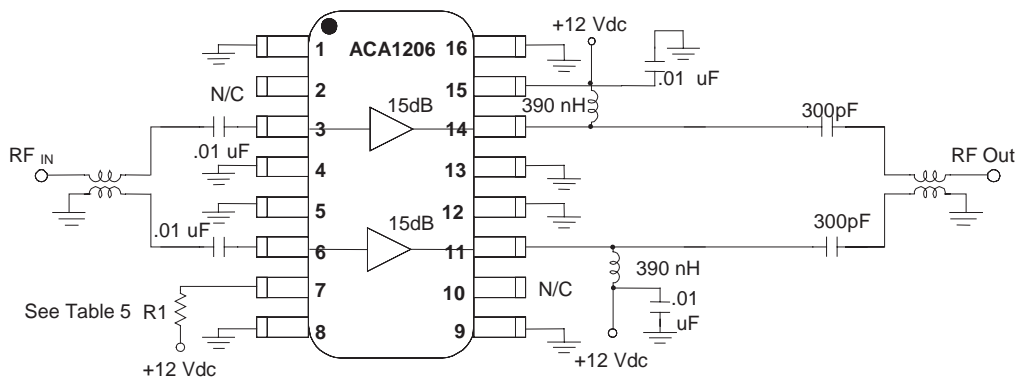 +12 Vdc
1
ACA1206
16
.01 uF
2
15
N/C
15dB
390 nH
300pF
3
14
.01 uF
RF IN
4
13
RF Out
5
12
.01 uF
15dB
300pF
6
11
390 nH
7
10
N/C
.01
uF
See Table 5
R1
8
9
+12 Vdc
+12 Vdc